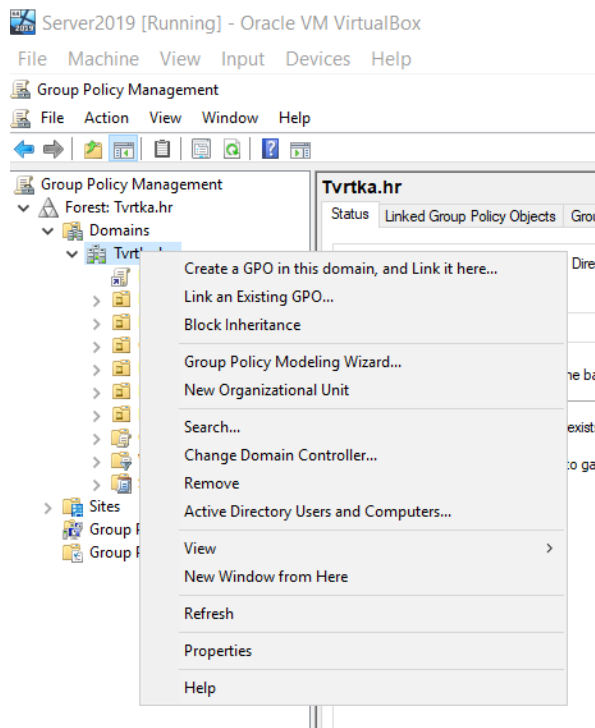 Server2019 [Running] - Oracle VM VirtualBox
File Machine View Input Devices Help
Group Policy Management
File Action View Window Help
Group Policy Management
Forest: Tvrtka.hr
Domains
Sites
Group
Group
Tvrtka.hr
Status Linked Group Policy Objects
Create a GPO in this domain, and Link it here...
Link an Existing GPO...
Block Inheritance
Group Policy Modeling Wizard...
New Organizational Unit
Search...
Change Domain Controller...
Remove
Active Directory Users and Computers...
View
New Window from Here
Refresh
Properties
Help